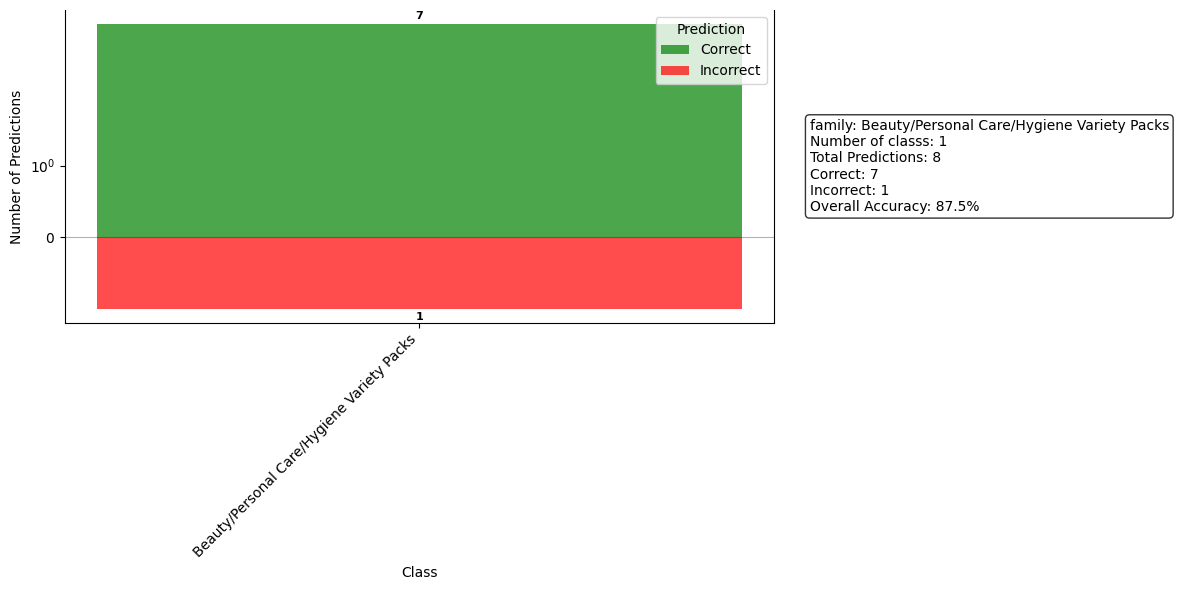 7
Prediction
Correct
Incorrect
Number of Predictions
10⁰
0
1
Beauty/Personal Care/Hygiene Variety Packs
Class
family: Beauty/Personal Care/Hygiene Variety Packs
Number of classs: 1
Total Predictions: 8
Correct: 7
Incorrect: 1
Overall Accuracy: 87.5%